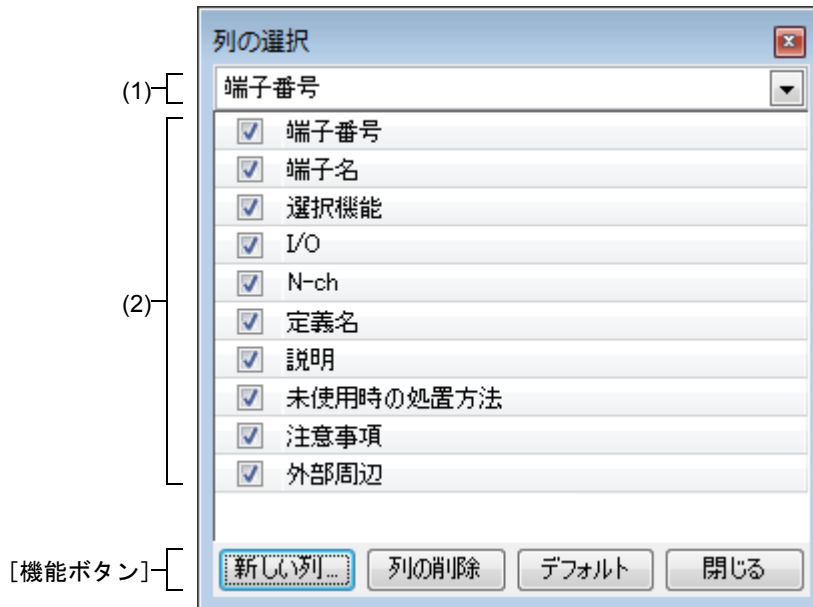 列の選択
(1)
端子番号
(2)
端子番号
端子名
選択機能
I/O
N-ch
定義名
説明
未使用時の処置方法
注意事項
外部周辺
[機能ボタン]
新しい列... 列の削除 デフォルト 閉じる